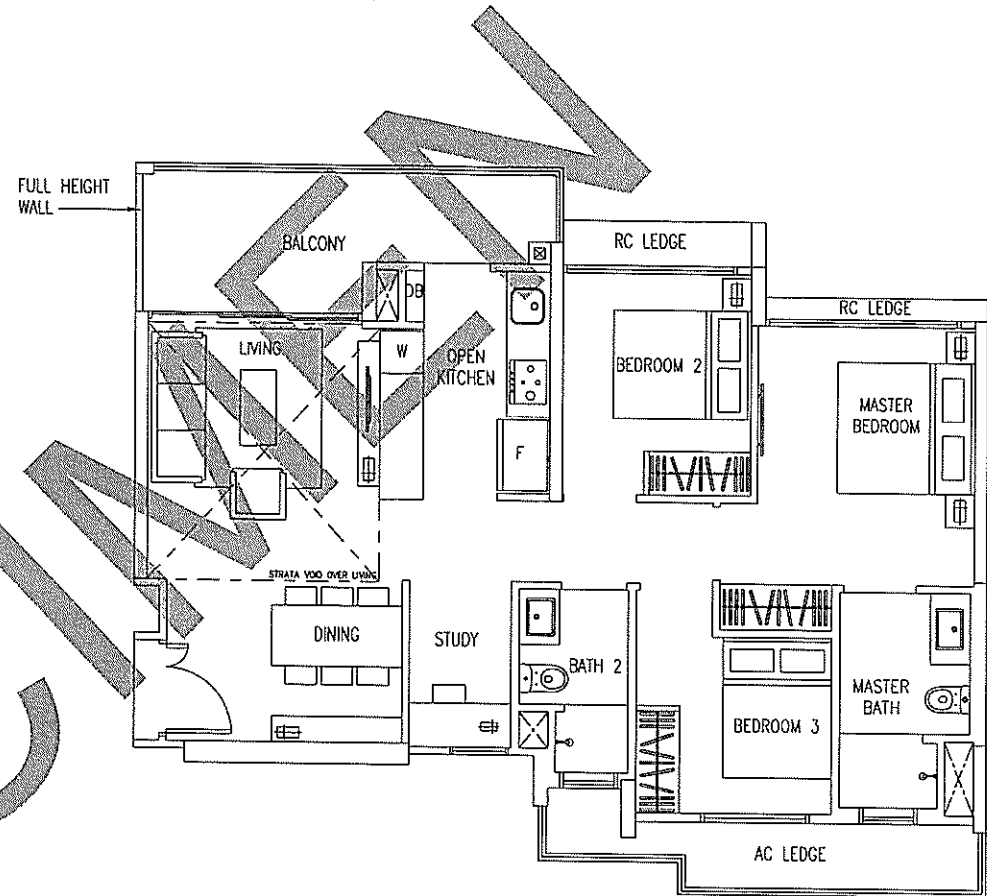 FULL HEIGHT
WALL
BALCONY
RC LEDGE
RC LEDGE
DB
LIVING
W
OPEN
KITCHEN
BEDROOM 2
MASTER
BEDROOM
F
STRATA VOID OVER LIVING
DINING
STUDY
BATH 2
BEDROOM 3
MASTER
BATH
AC LEDGE